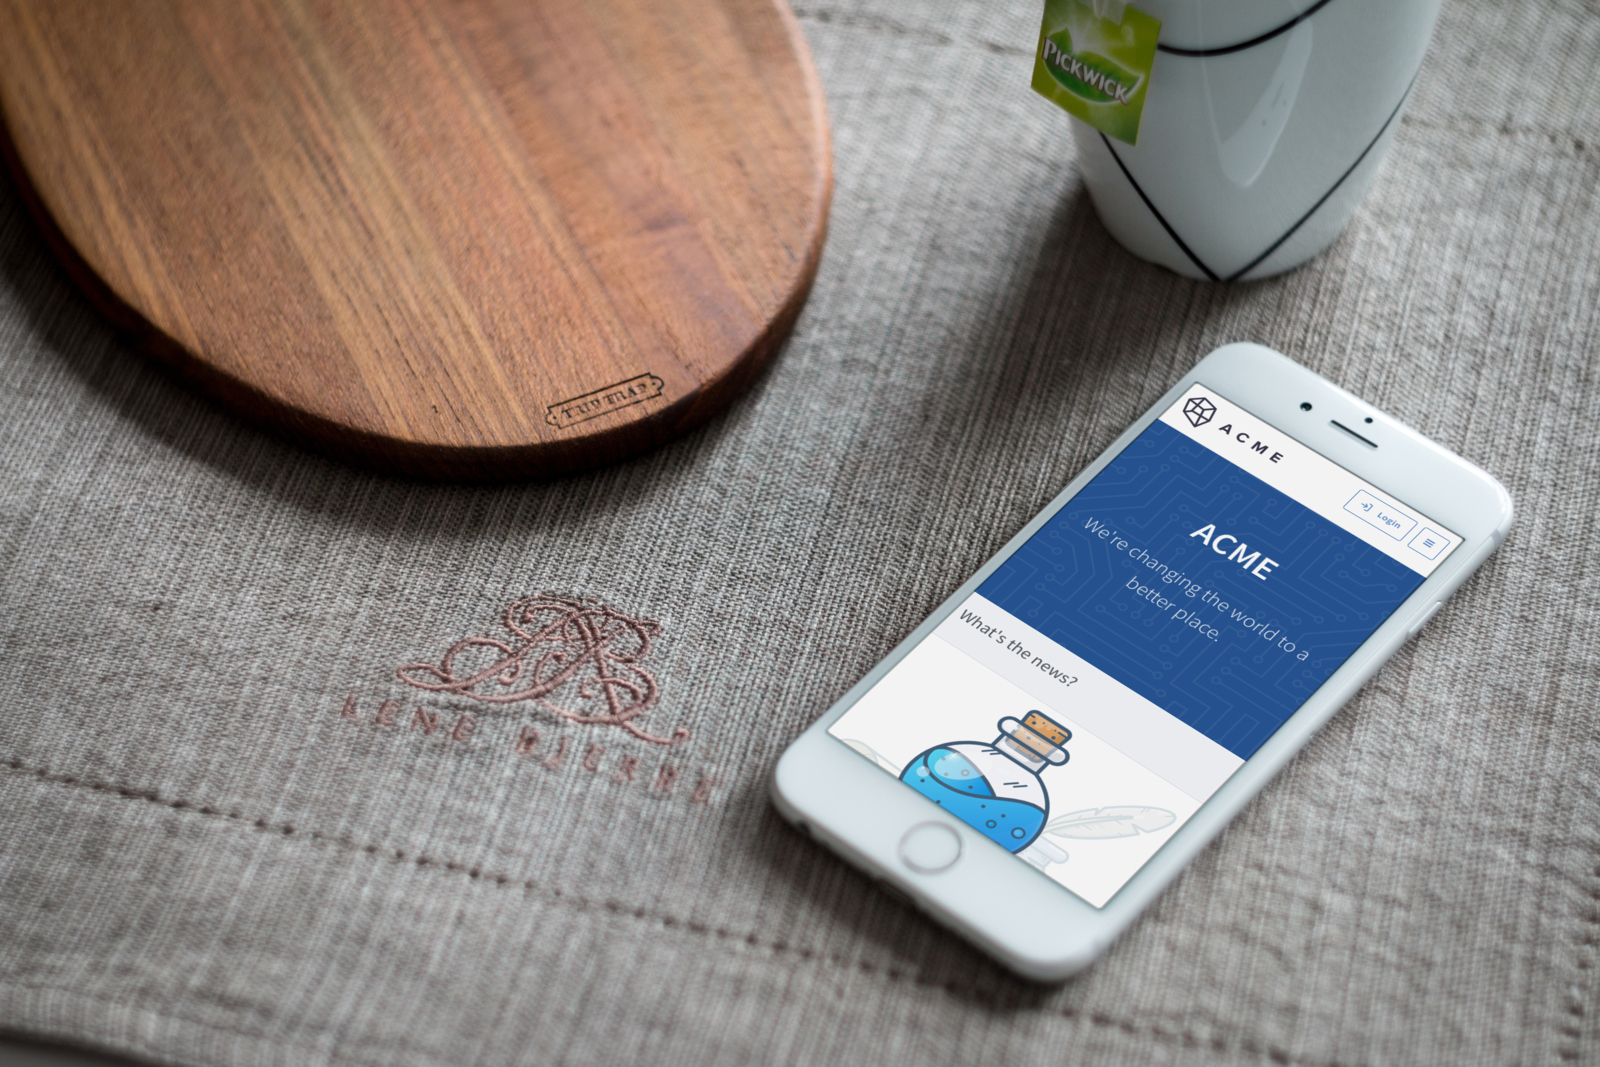 PICKWICK
TRIP TRAP
ACME
Login
ACME
We're changing the world to a
better place.
What's the news?
LENE BJERRE